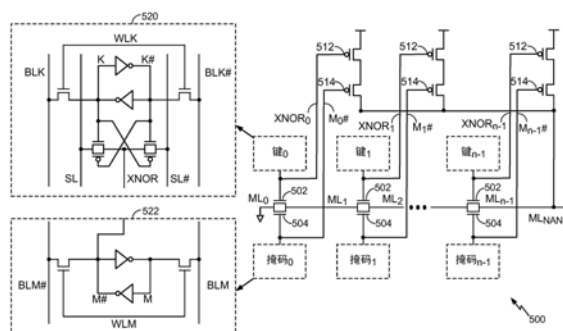 520
WLK
BLK
K
K#
BLK#
SL
XNOR
SL#
522
BLM#
M#
M
BLM
WLM
512
512
512
514
514
514
XNOR₀
M₀#
XNOR₁
M₁#
XNORₙ₋₁
Mₙ₋₁#
键₀
键₁
键ₙ₋₁
502
502
502
ML₀
ML₁
ML₂
MLₙ₋₁
504
504
504
ML_NAND
掩码₀
掩码₁
掩码ₙ₋₁
500